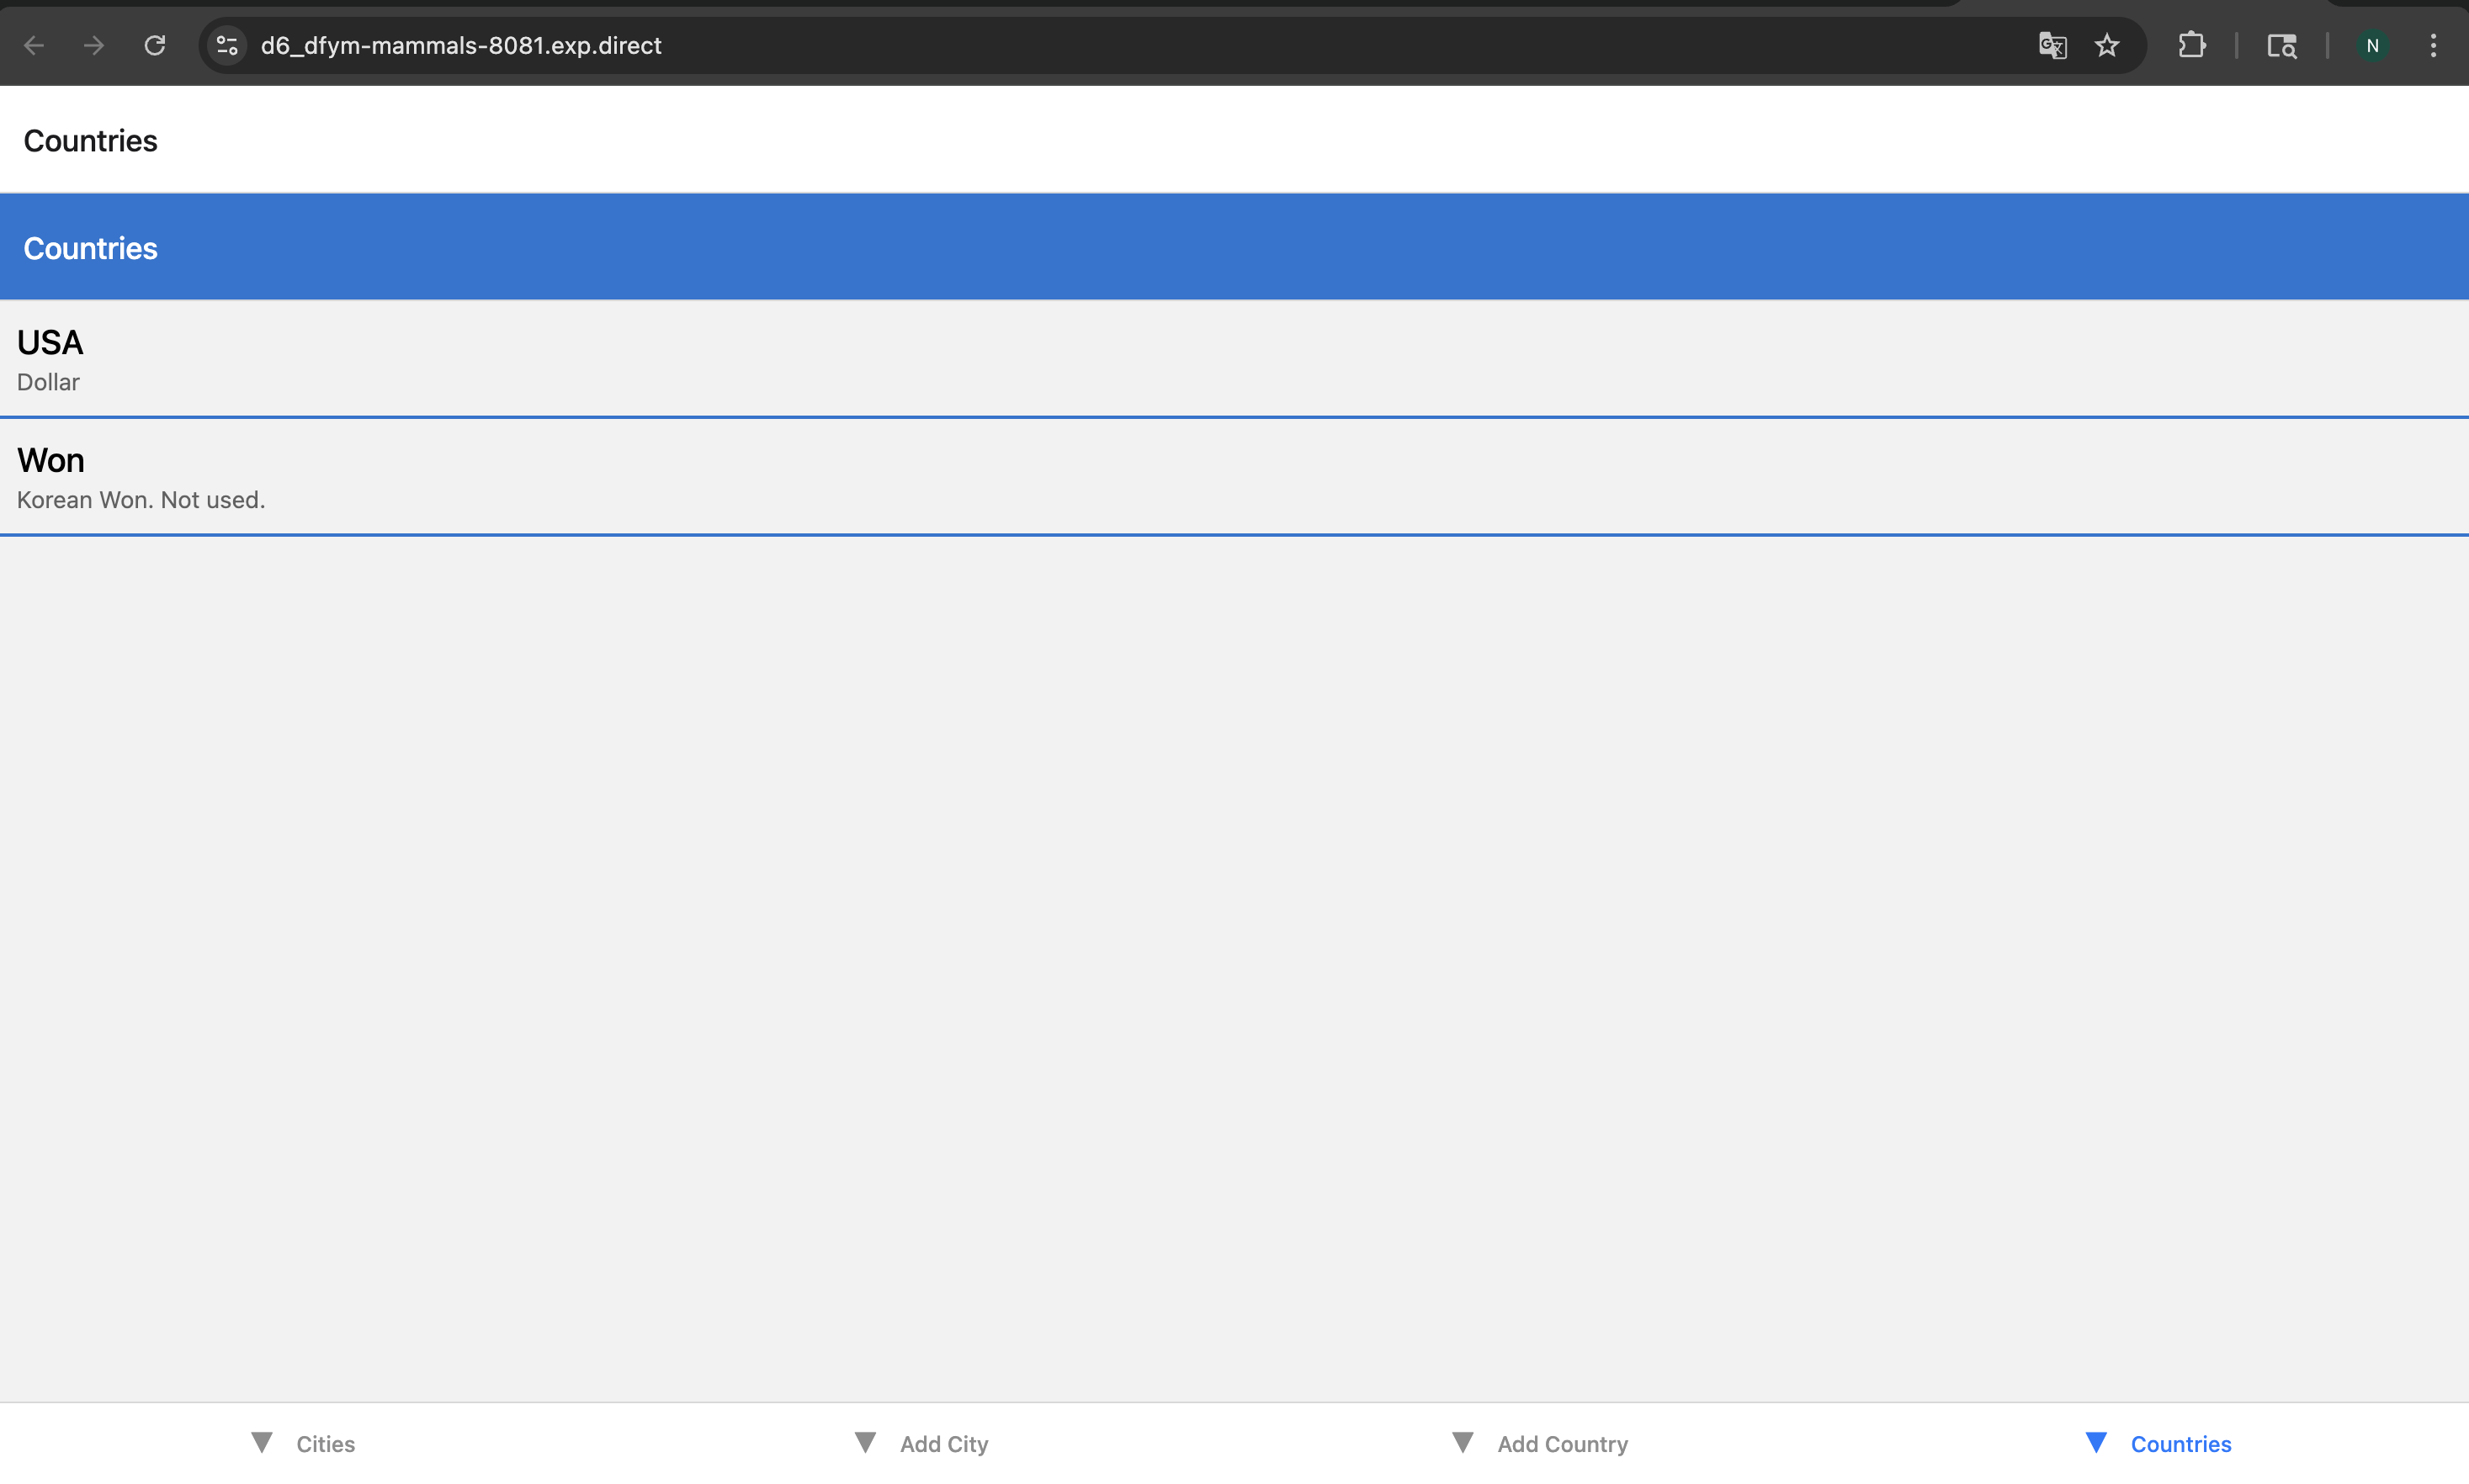 d6_dfym-mammals-8081.exp.direct
N
Countries
Countries
USA
Dollar
Won
Korean Won. Not used.
Cities
Add City
Add Country
Countries